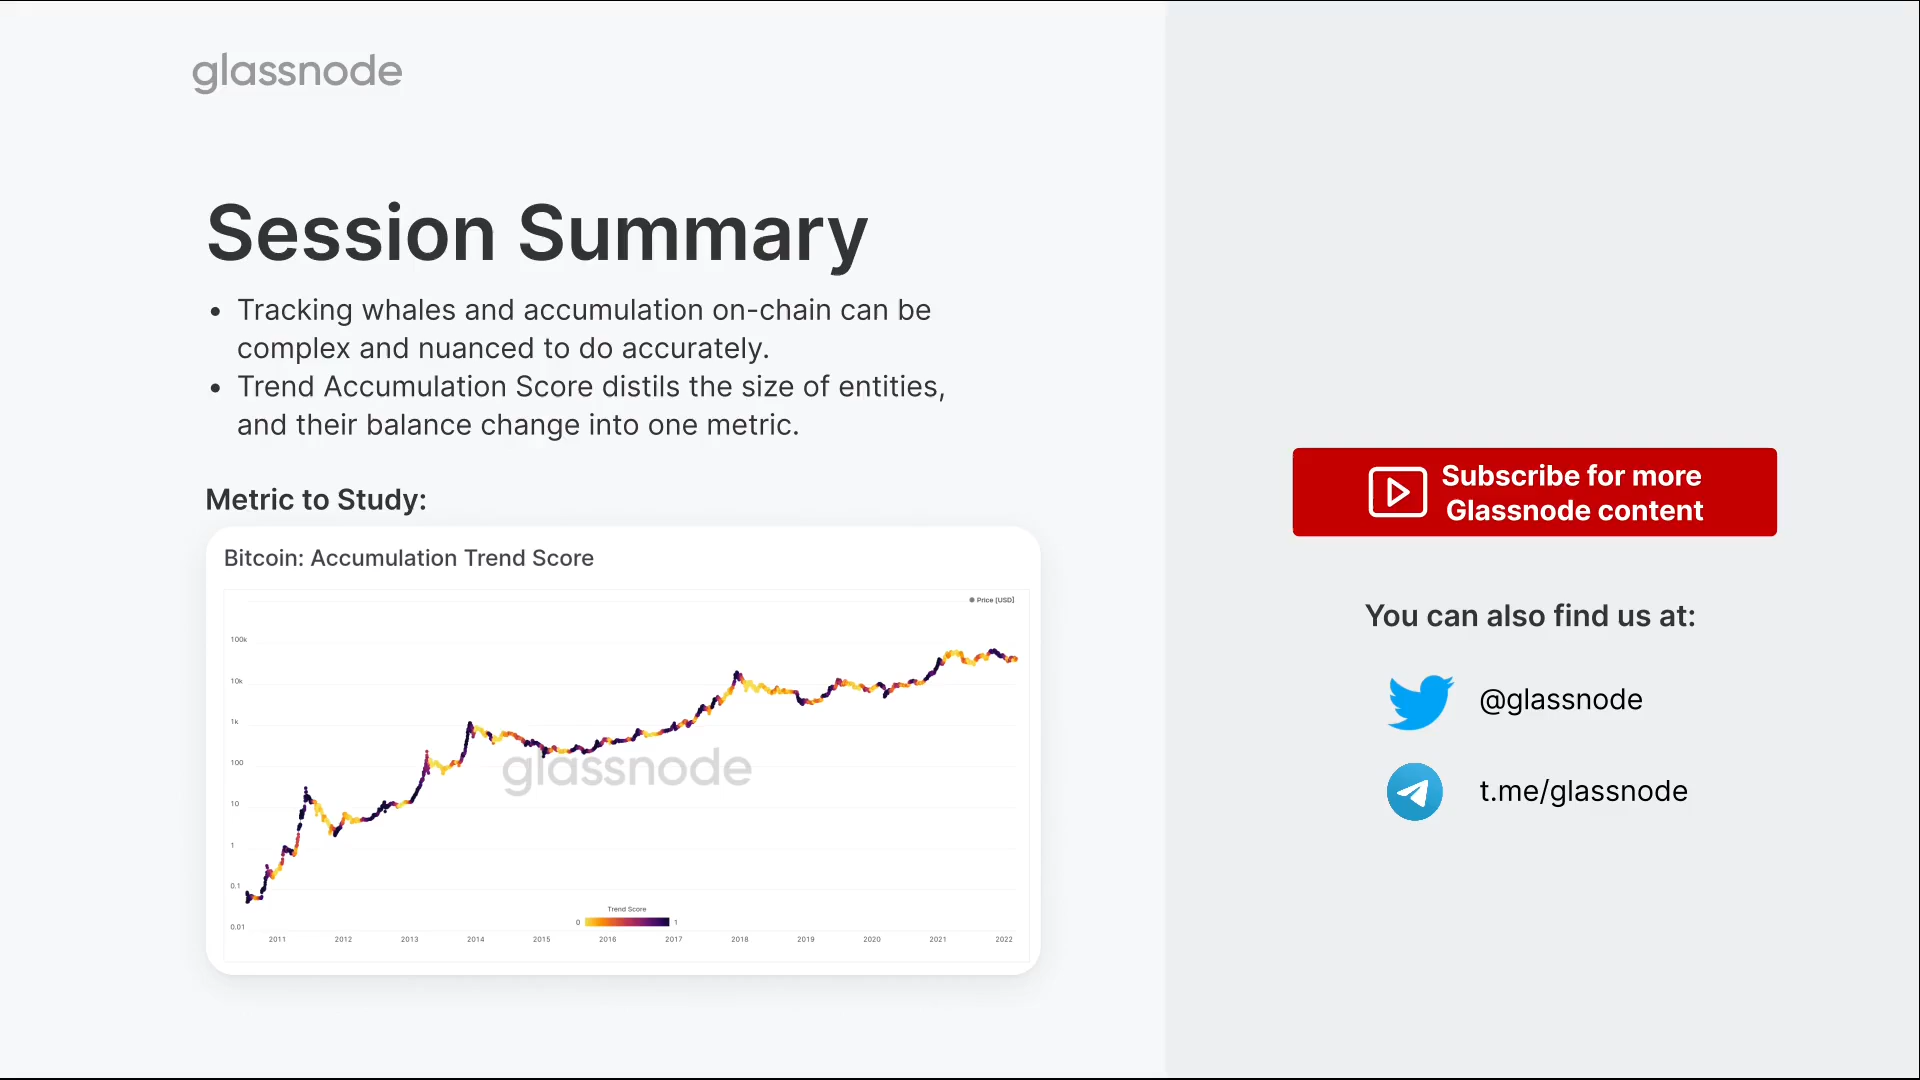 glassnode
Session Summary
• Tracking whales and accumulation on-chain can be
complex and nuanced to do accurately.
• Trend Accumulation Score distils the size of entities,
and their balance change into one metric.
Metric to Study:
Bitcoin: Accumulation Trend Score
Price [USD]
100k
10k
1k
100
10
1
0.1
0.01
glassnode
Trend Score
0 1
2011 2012 2013 2014 2015 2016 2017 2018 2019 2020 2021 2022
Subscribe for more
Glassnode content
You can also find us at:
@glassnode
t.me/glassnode